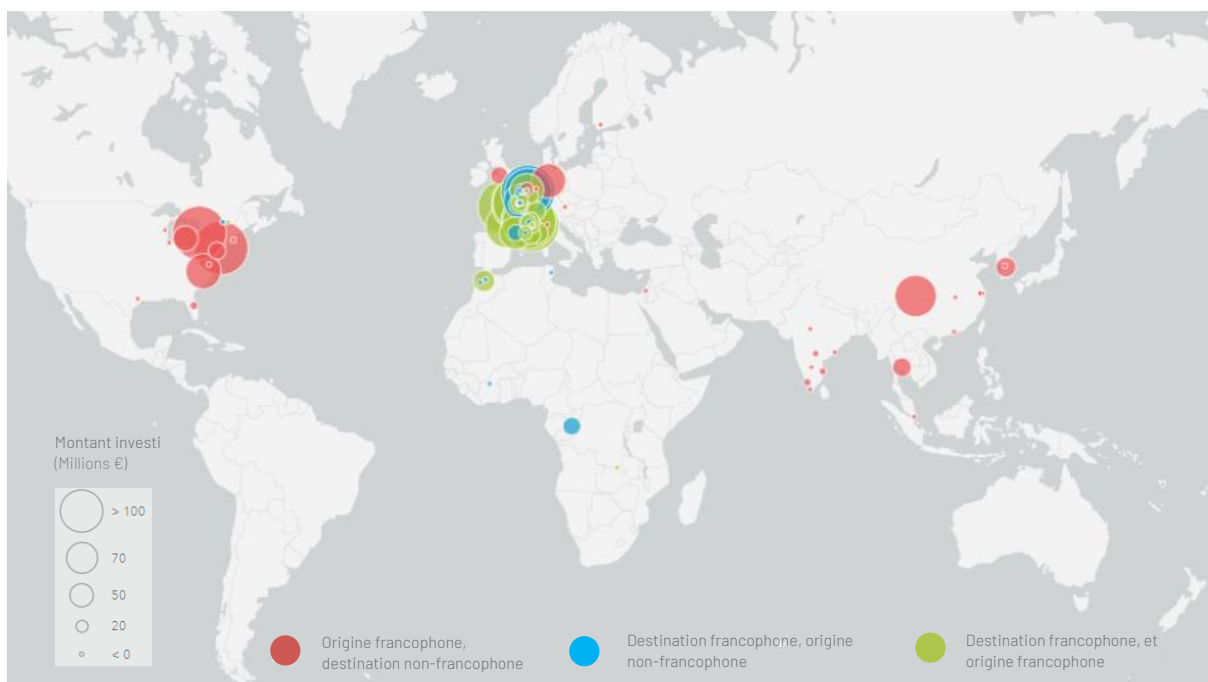 Montant investi
(Millions €)
> 100
70
50
20
< 0
Origine francophone,
destination non-francophone
Destination francophone, origine
non-francophone
Destination francophone, et
origine francophone